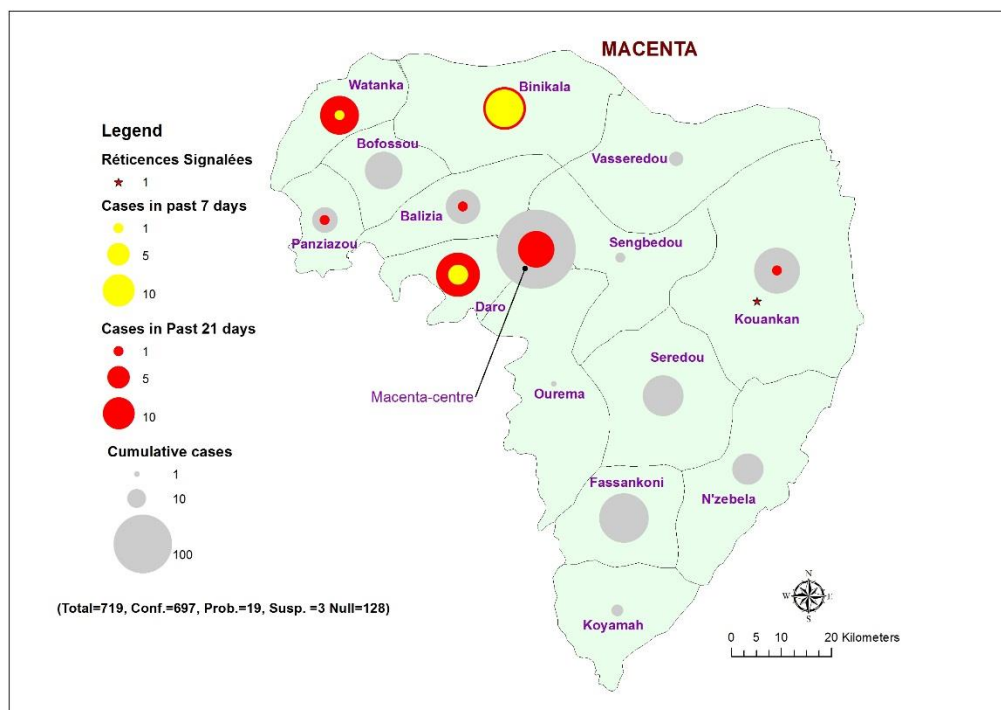 MACENTA
Watanka
Binikala
Legend
Bofossou
Réticences Signalées
Vasseredou
1
Cases in past 7 days
Balizia
1
Panziazou
Sengbedou
5
10
Daro
Kouankan
Cases in Past 21 days
Seredou
1
5
Macenta-centre
Ourema
10
Cumulative cases
1
Fassankoni
N'zebela
10
100
(Total=719, Conf.=697, Prob.=19, Susp. =3 Null=128)
N
W E
S
Koyamah
0 5 10 20 Kilometers